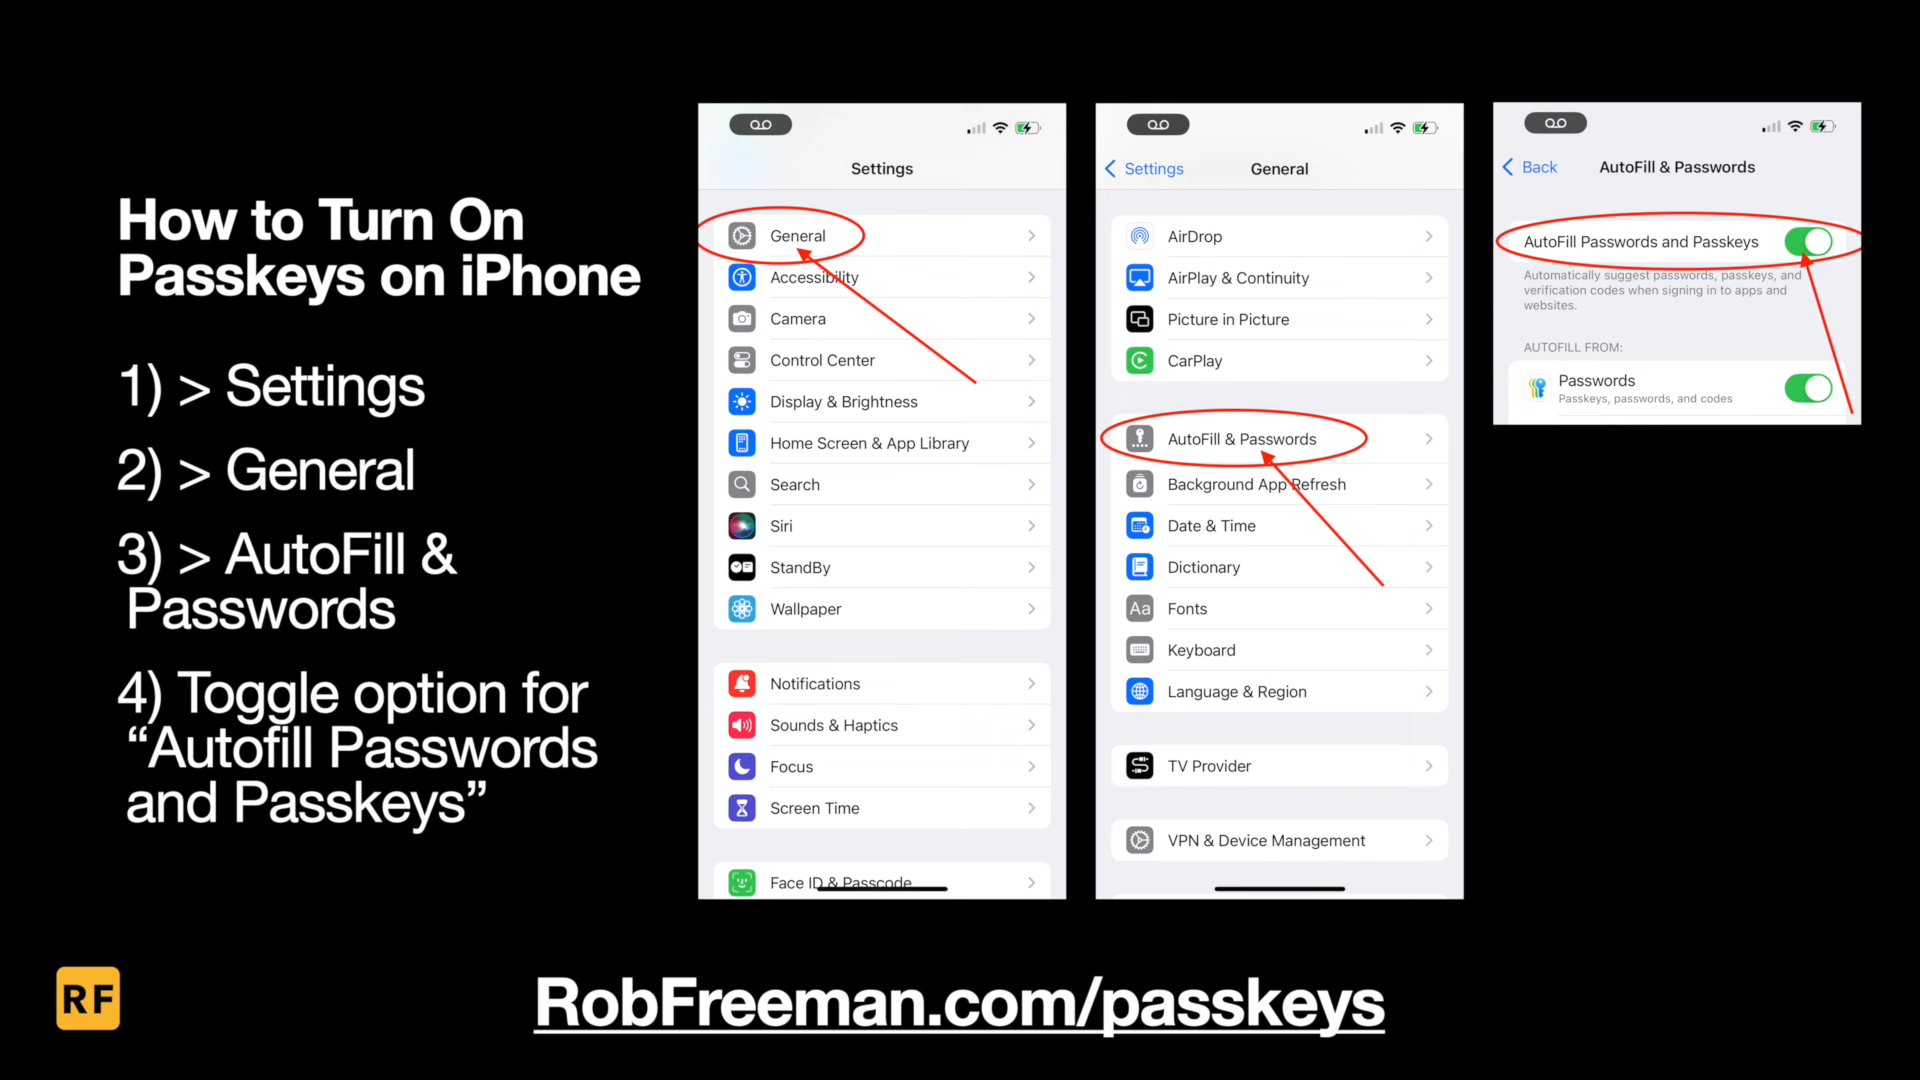 How to Turn On
Passkeys on iPhone
1) > Settings
2) > General
3) > AutoFill &
Passwords
4) Toggle option for
“Autofill Passwords
and Passkeys”
Settings
General
Accessibility
Camera
Control Center
Display & Brightness
Home Screen & App Library
Search
Siri
StandBy
Wallpaper
Notifications
Sounds & Haptics
Focus
Screen Time
Face ID & Passcode
Settings
General
AirDrop
AirPlay & Continuity
Picture in Picture
CarPlay
AutoFill & Passwords
Background App Refresh
Date & Time
Dictionary
Aa Fonts
Keyboard
Language & Region
TV Provider
VPN & Device Management
Back
AutoFill & Passwords
AutoFill Passwords and Passkeys
Automatically suggest passwords, passkeys, and
verification codes when signing in to apps and
websites.
AUTOFILL FROM:
Passwords
Passkeys, passwords, and codes
RF
RobFreeman.com/passkeys